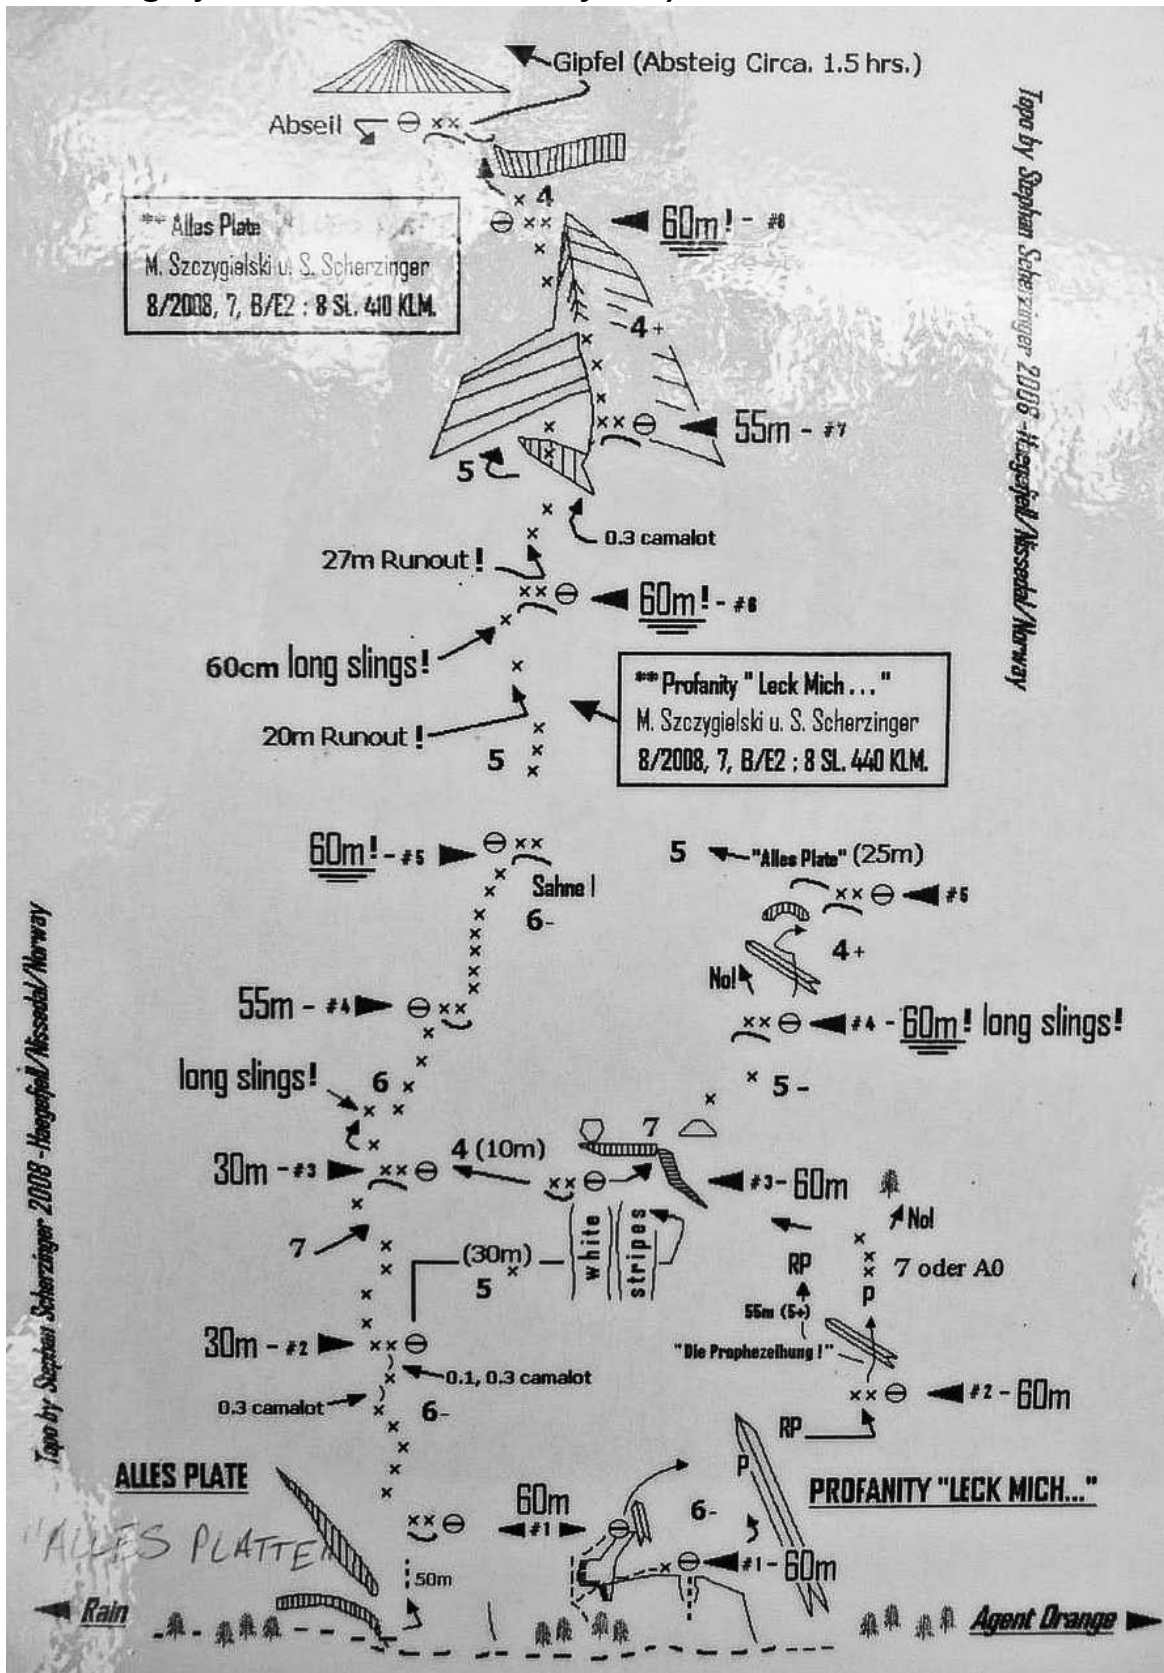 Gipfel (Absteig Circa. 1.5 hrs.)
Abseil
4
60m! - #8
** Alles Plate
M. Szczygielski u. S. Scherzinger
8/2008, 7, B/E2 : 8 SL. 410 KLM.
Topo by Stephan Scherzinger 2008 -Haegefjell/Nissedal/Norway
4+
55m - #7
5
0.3 camalot
27m Runout !
60m! - #6
60cm long slings!
** Profanity " Leck Mich . . . "
M. Szczygielski u. S. Scherzinger
8/2008, 7, B/E2 ; 8 SL. 440 KLM.
20m Runout !
5
60m! - #5
Sahne !
6-
5
"Alles Plate" (25m)
#5
4+
No!
55m - #4
#4 - 60m! long slings!
long slings!
6
5 -
7
4 (10m)
30m - #3
#3 - 60m
No!
7
(30m)
5
white
stripes
RP
7 oder A0
P
55m (5+)
30m - #2
"Die Prophezeihung !"
0.1, 0.3 camalot
0.3 camalot
#2 - 60m
6-
RP
Topo by Stephan Scherzinger 2008 -Haegefjell/Nissedal/Norway
ALLES PLATE
P
PROFANITY "LECK MICH..."
60m
#1
6-
"ALLES PLATTEN
#1 - 60m
50m
Rain
Agent Orange